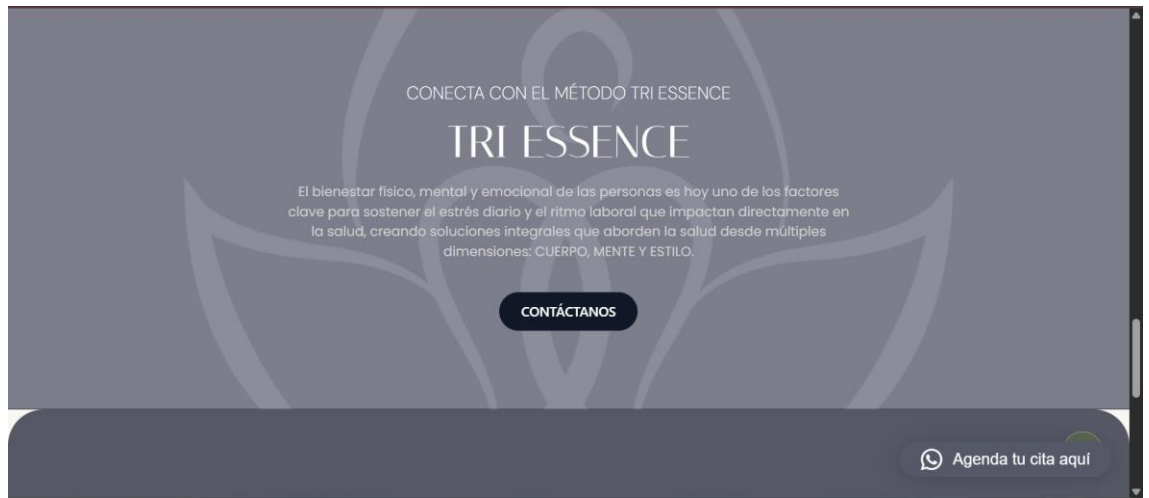 CONECTA CON EL MÉTODO TRI ESSENCE
TRI ESSENCE
El bienestar físico, mental y emocional de las personas es hoy uno de los factores
clave para sostener el estrés diario y el ritmo laboral que impactan directamente en
la salud, creando soluciones integrales que aborden la salud desde múltiples
dimensiones: CUERPO, MENTE Y ESTILO.
CONTÁCTANOS
Agenda tu cita aquí